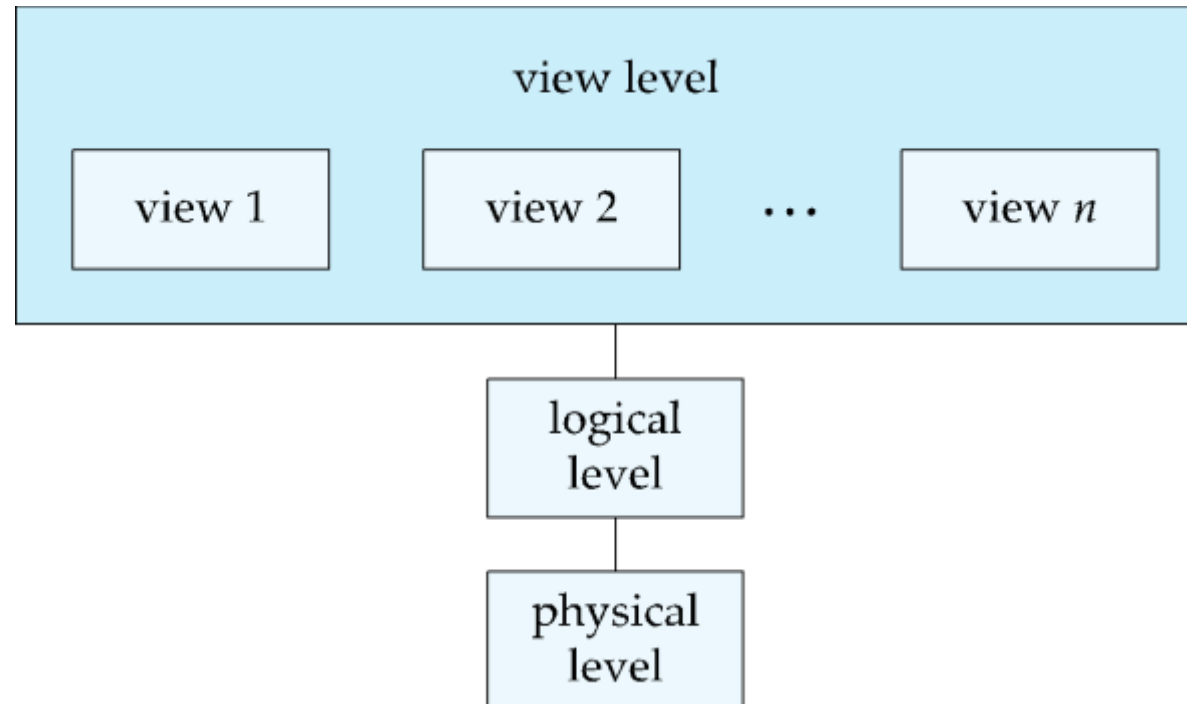 view level
view 1
view 2
...
view n
logical
level
physical
level